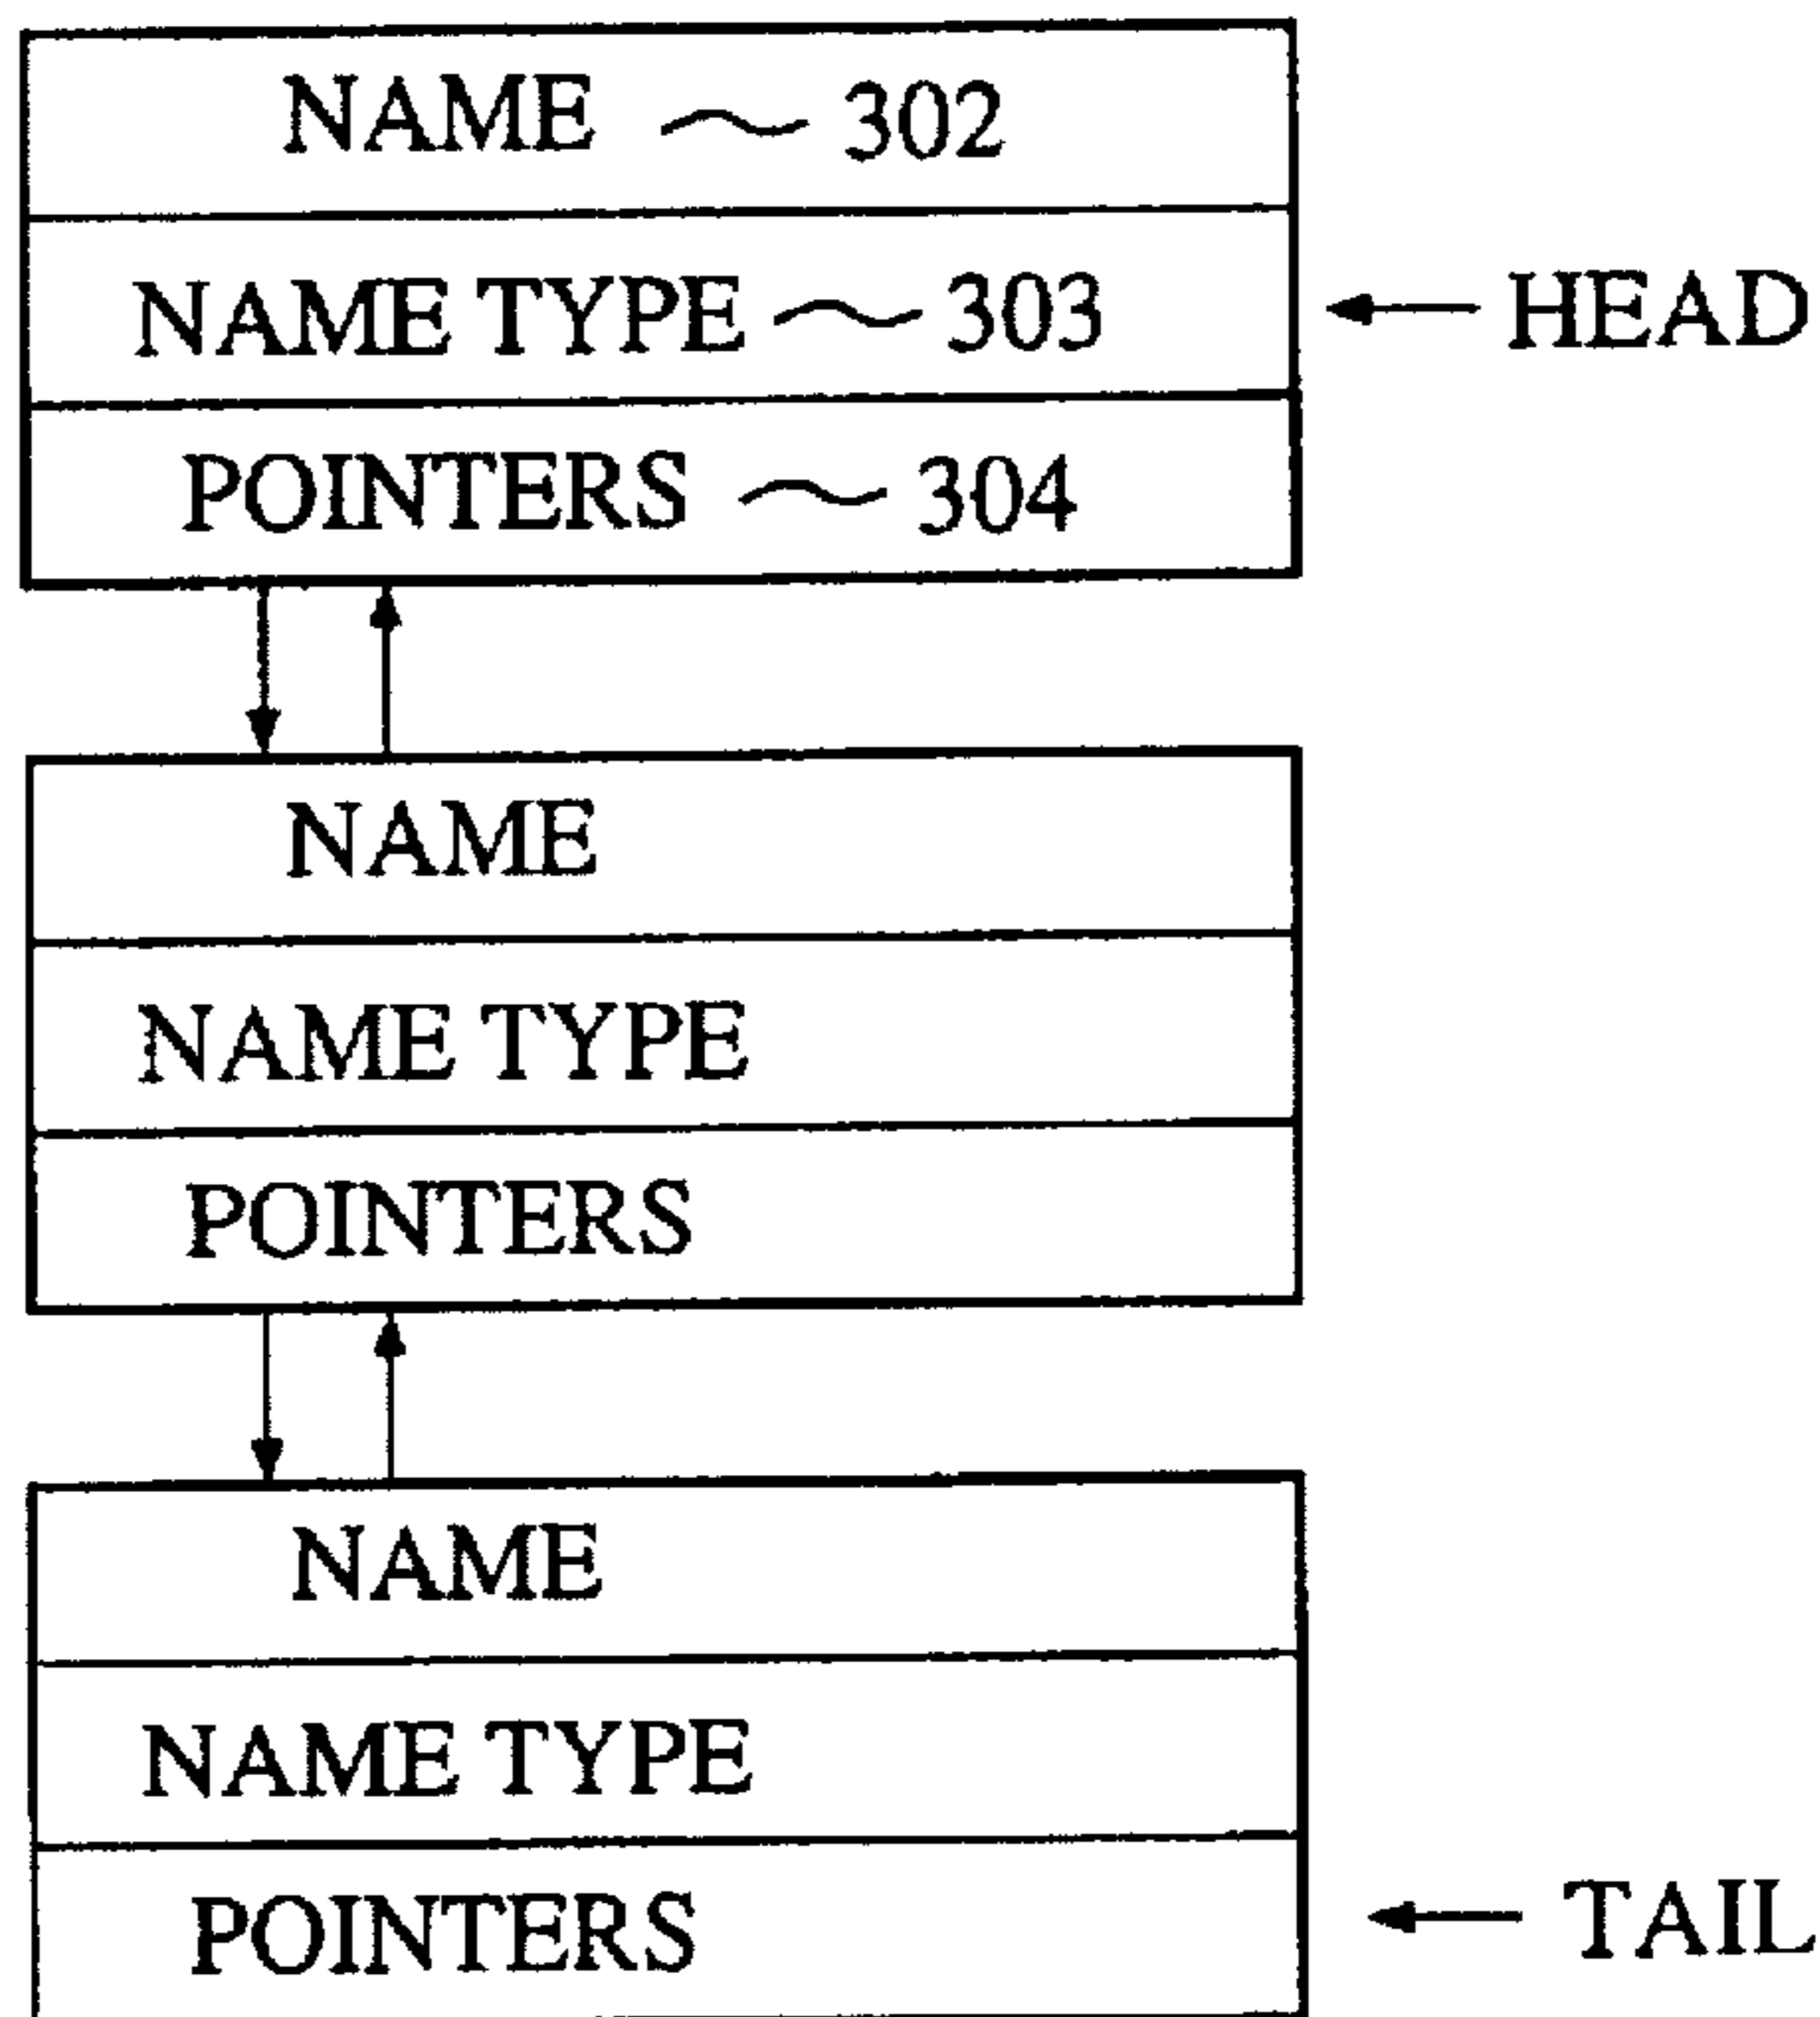 NAME ~ 302
NAME TYPE ~ 303
HEAD
POINTERS ~ 304
NAME
NAME TYPE
POINTERS
NAME
NAME TYPE
POINTERS
TAIL